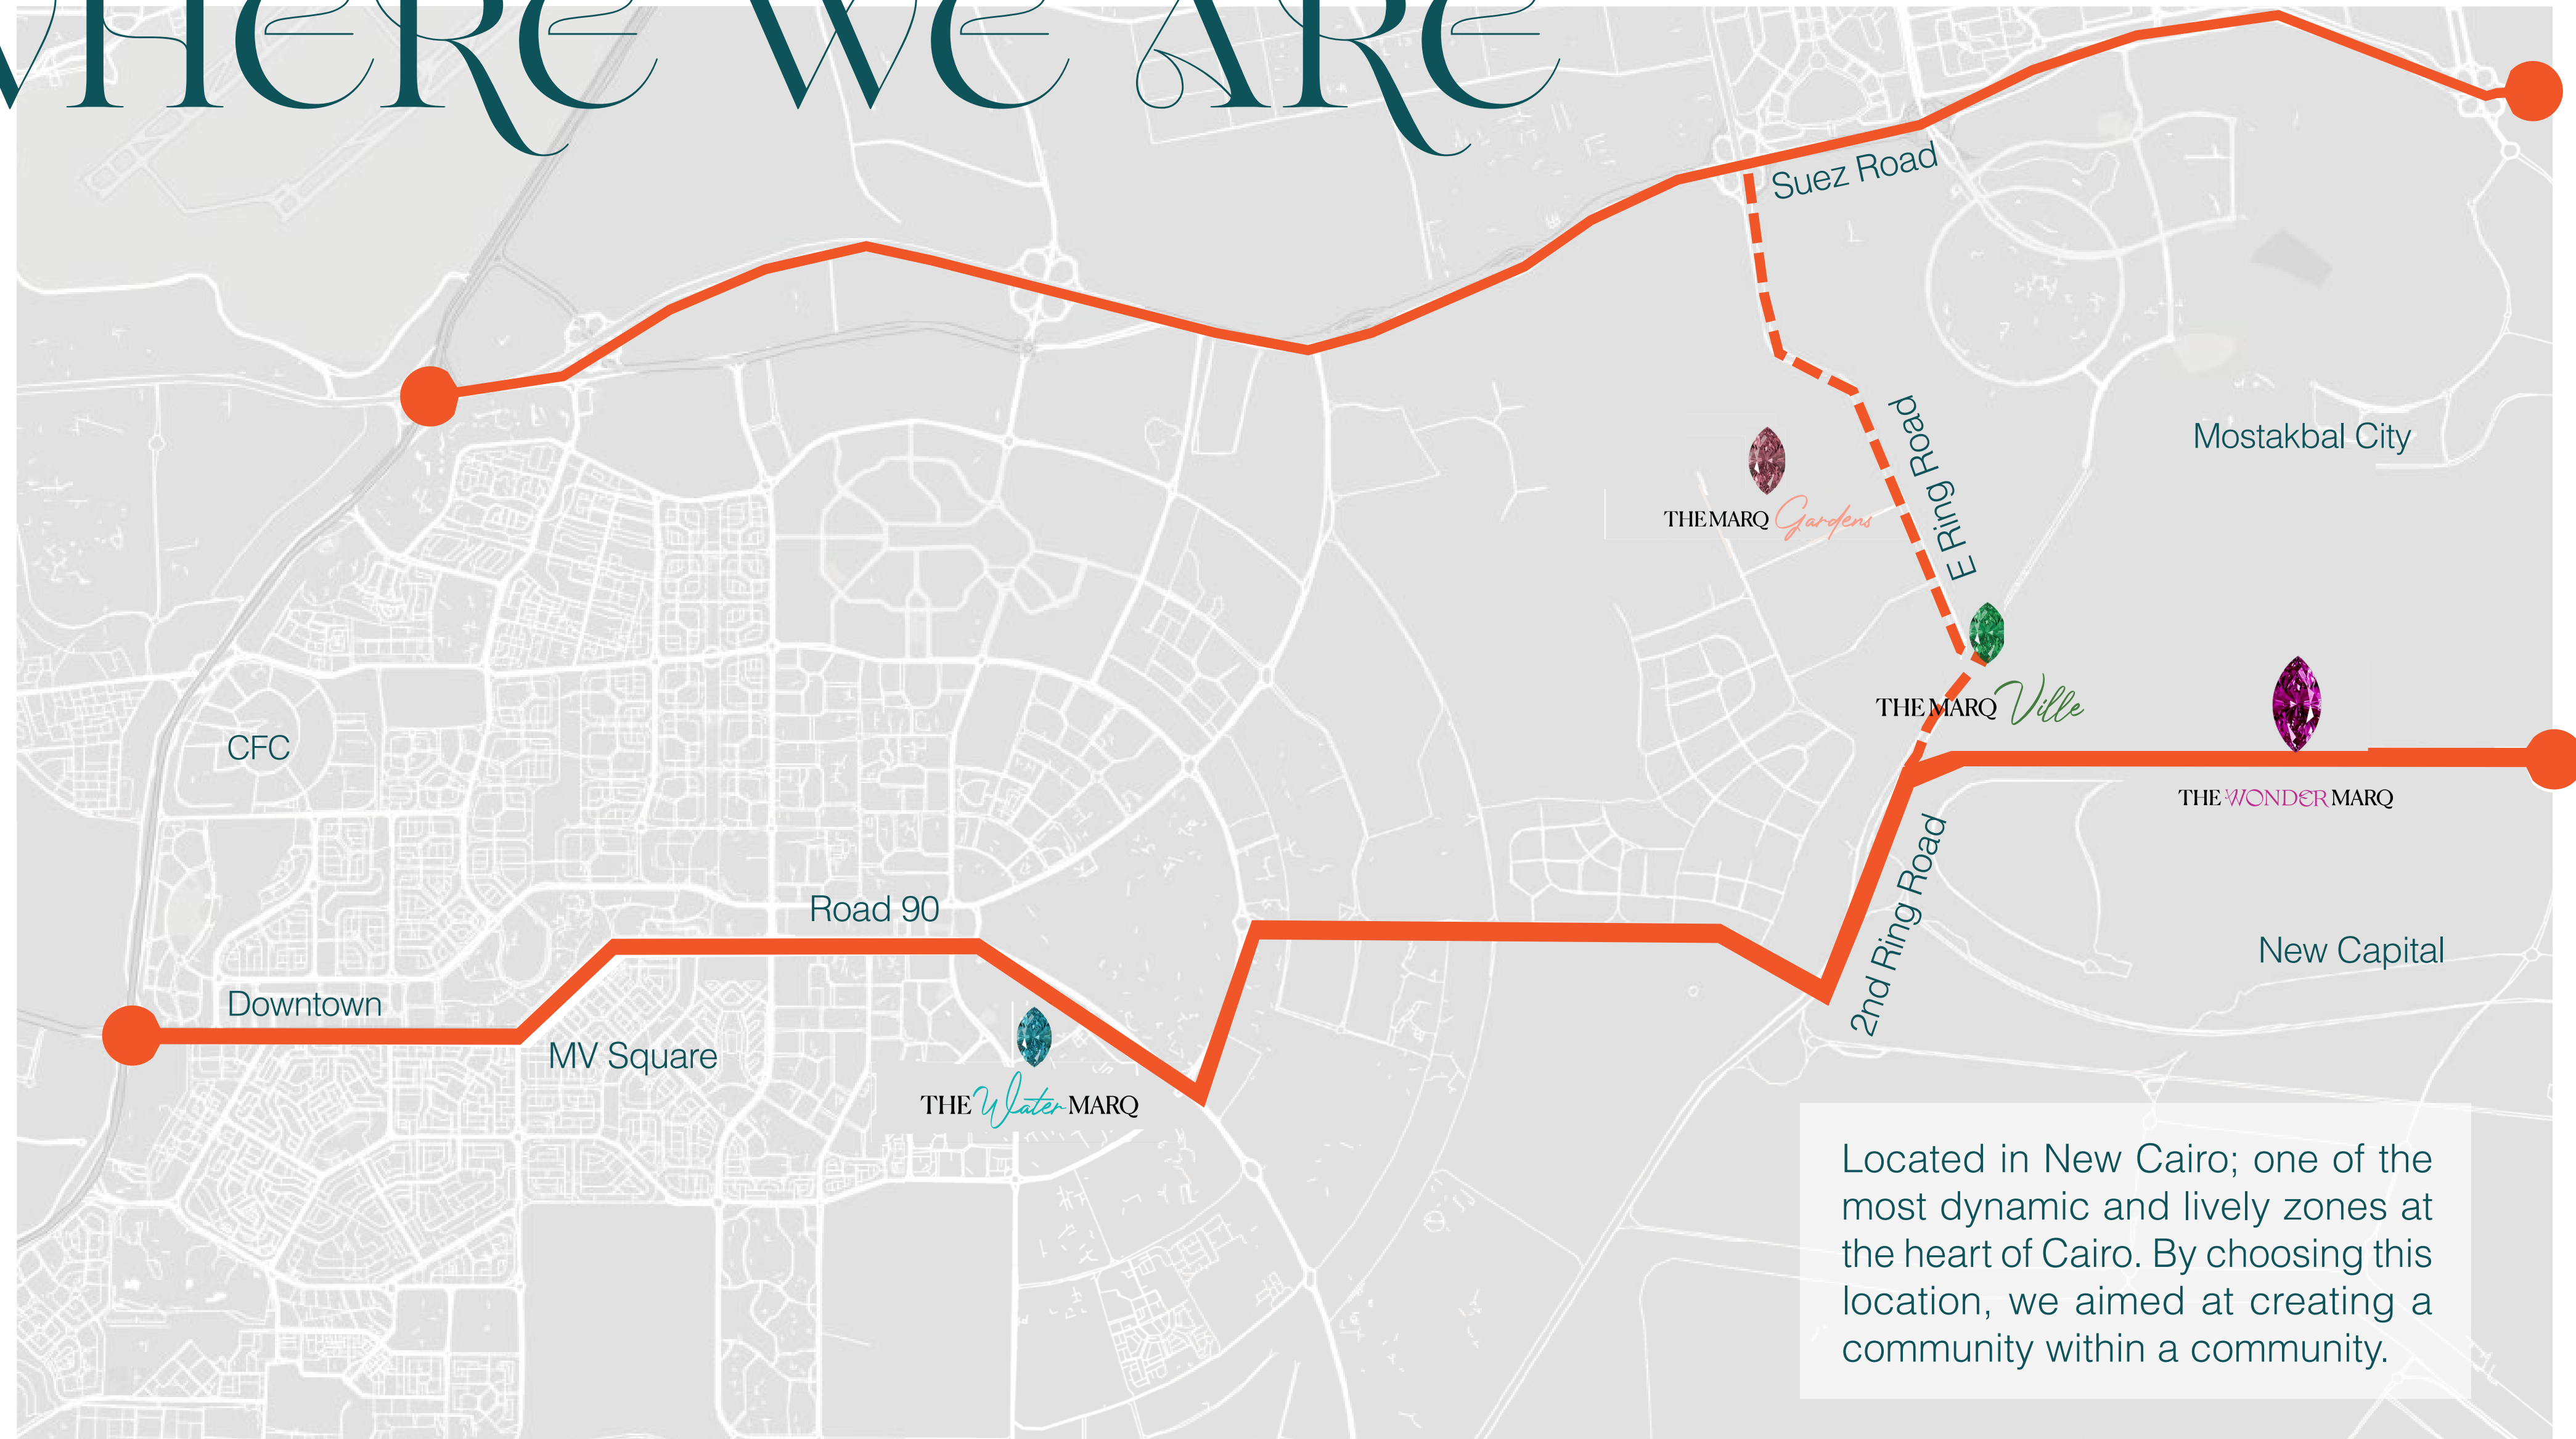 WHERE WE ARE
Suez Road
E Ring Road
Mostakbal City
THE MARQ Gardens
THE MARQ Ville
CFC
THE WONDER MARQ
Road 90
2nd Ring Road
New Capital
Downtown
MV Square
THE Water MARQ
Located in New Cairo; one of the
most dynamic and lively zones at
the heart of Cairo. By choosing this
location, we aimed at creating a
community within a community.